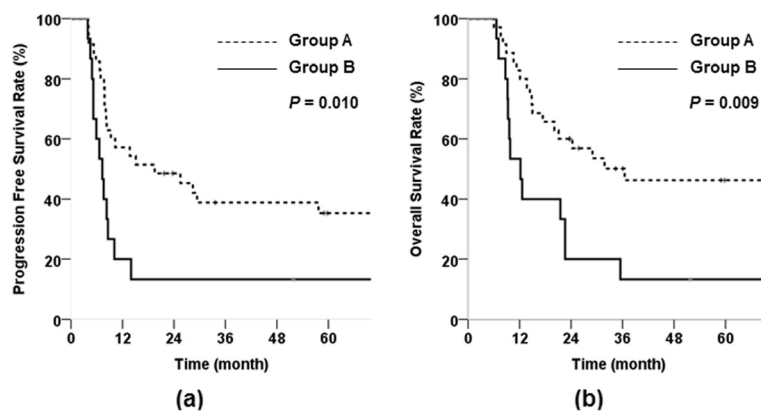 Progression Free Survival Rate (%)
100
80
60
40
20
0
Group A
Group B
P = 0.010
0 12 24 36 48 60
Time (month)
(a)
Overall Survival Rate (%)
100
80
60
40
20
0
Group A
Group B
P = 0.009
0 12 24 36 48 60
Time (month)
(b)